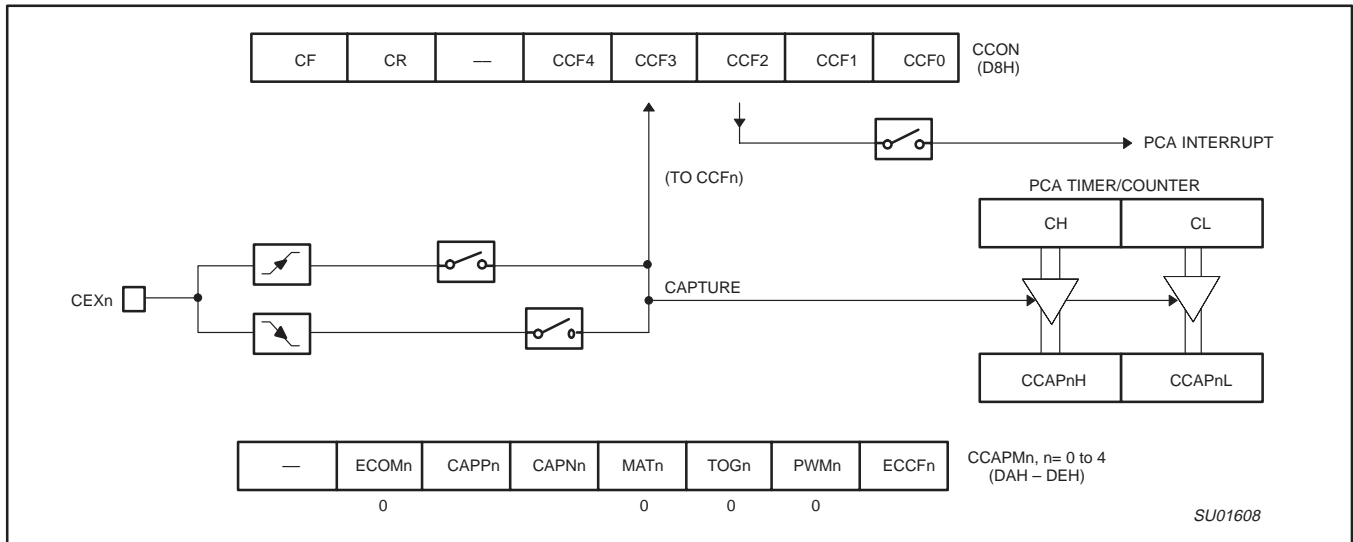 CF CR — CCF4 CCF3 CCF2 CCF1 CCF0
CCON
(D8H)
PCA INTERRUPT
(TO CCFn)
PCA TIMER/COUNTER
CH CL
CEXn
CAPTURE
CCAPnH CCAPnL
— ECOMn CAPPn CAPNn MATn TOGn PWMn ECCFn
CCAPMn, n= 0 to 4
(DAH – DEH)
0 0 0 0
SU01608